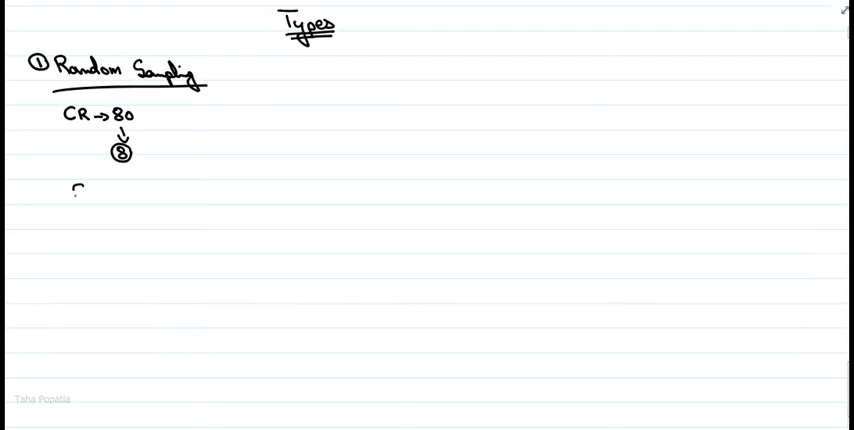 Types
① Random Sampling
CR → 80
⑧
Taha Popatia